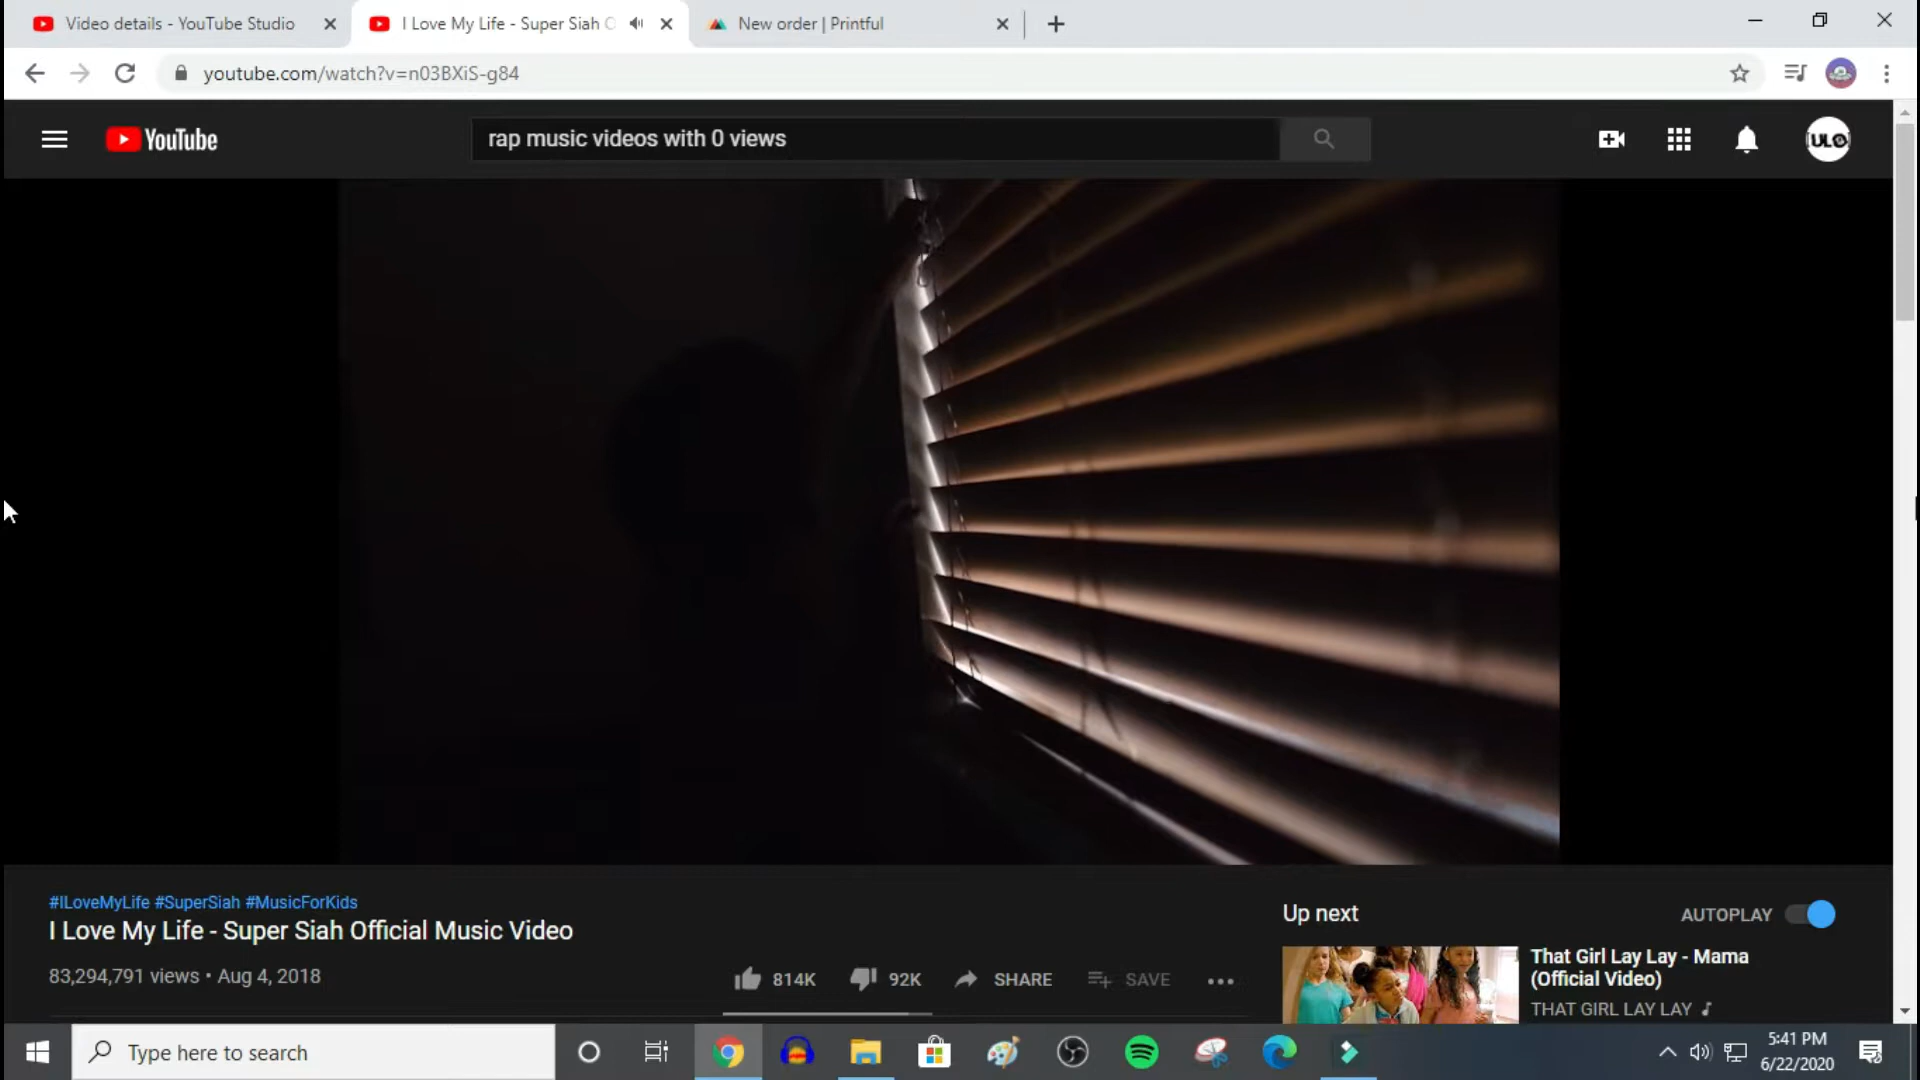 Video details - YouTube Studio
I Love My Life - Super Siah O
New order | Printful
youtube.com/watch?v=n03BXiS-g84
YouTube
rap music videos with 0 views
ULO
#ILoveMyLife #SuperSiah #MusicForKids
I Love My Life - Super Siah Official Music Video
83,294,791 views • Aug 4, 2018
814K
92K
SHARE
SAVE
Up next
AUTOPLAY
That Girl Lay Lay - Mama
(Official Video)
THAT GIRL LAY LAY
Type here to search
5:41 PM
6/22/2020